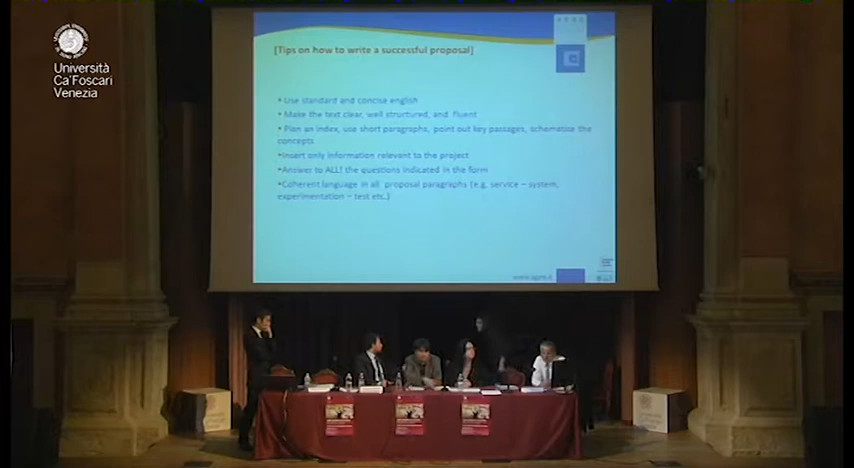 Università
Ca'Foscari
Venezia
[Tips on how to write a successful proposal]
• Use standard and concise english
• Make the text clear, well strurtured, and fluent
• Plan an index, use short paragraphs, point out key passages, schematise the
concepts
•Insert only information relevant to the project
•Answer to ALL! the questions indicated in the form
•Coherent language in all proposal paragraphs (e.g. service – system,
experimentation – test etc.)